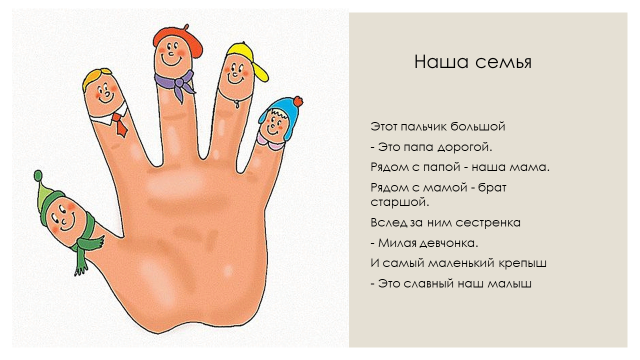 Наша семья
Этот пальчик большой
- Это папа дорогой.
Рядом с папой - наша мама.
Рядом с мамой - брат
старшой.
Вслед за ним сестренка
- Милая девчонка.
И самый маленький крепыш
- Это славный наш малыш